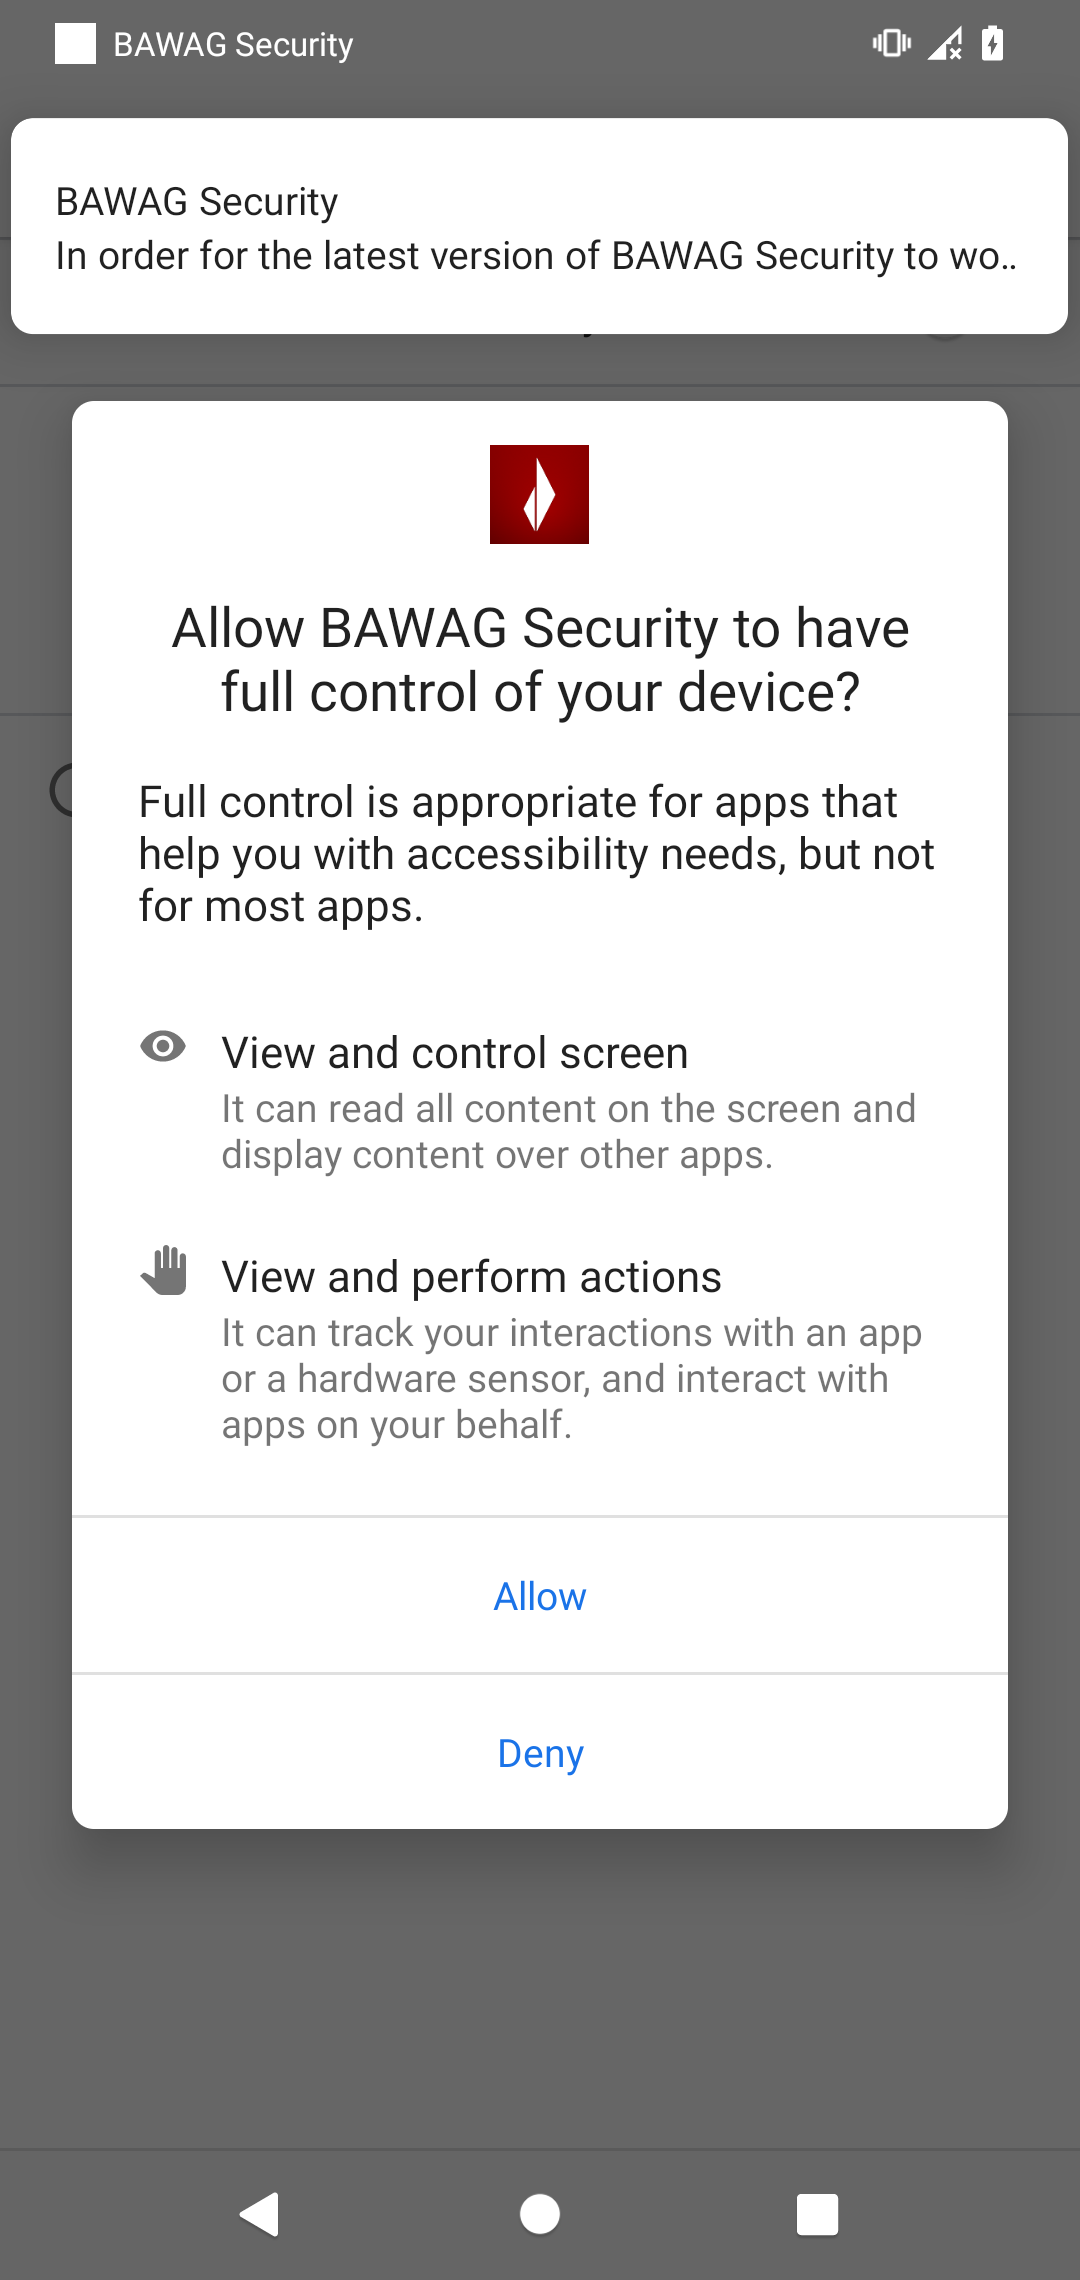 BAWAG Security
BAWAG Security
In order for the latest version of BAWAG Security to wo..
Allow BAWAG Security to have
full control of your device?
Full control is appropriate for apps that
help you with accessibility needs, but not
for most apps.
View and control screen
It can read all content on the screen and
display content over other apps.
View and perform actions
It can track your interactions with an app
or a hardware sensor, and interact with
apps on your behalf.
Allow
Deny